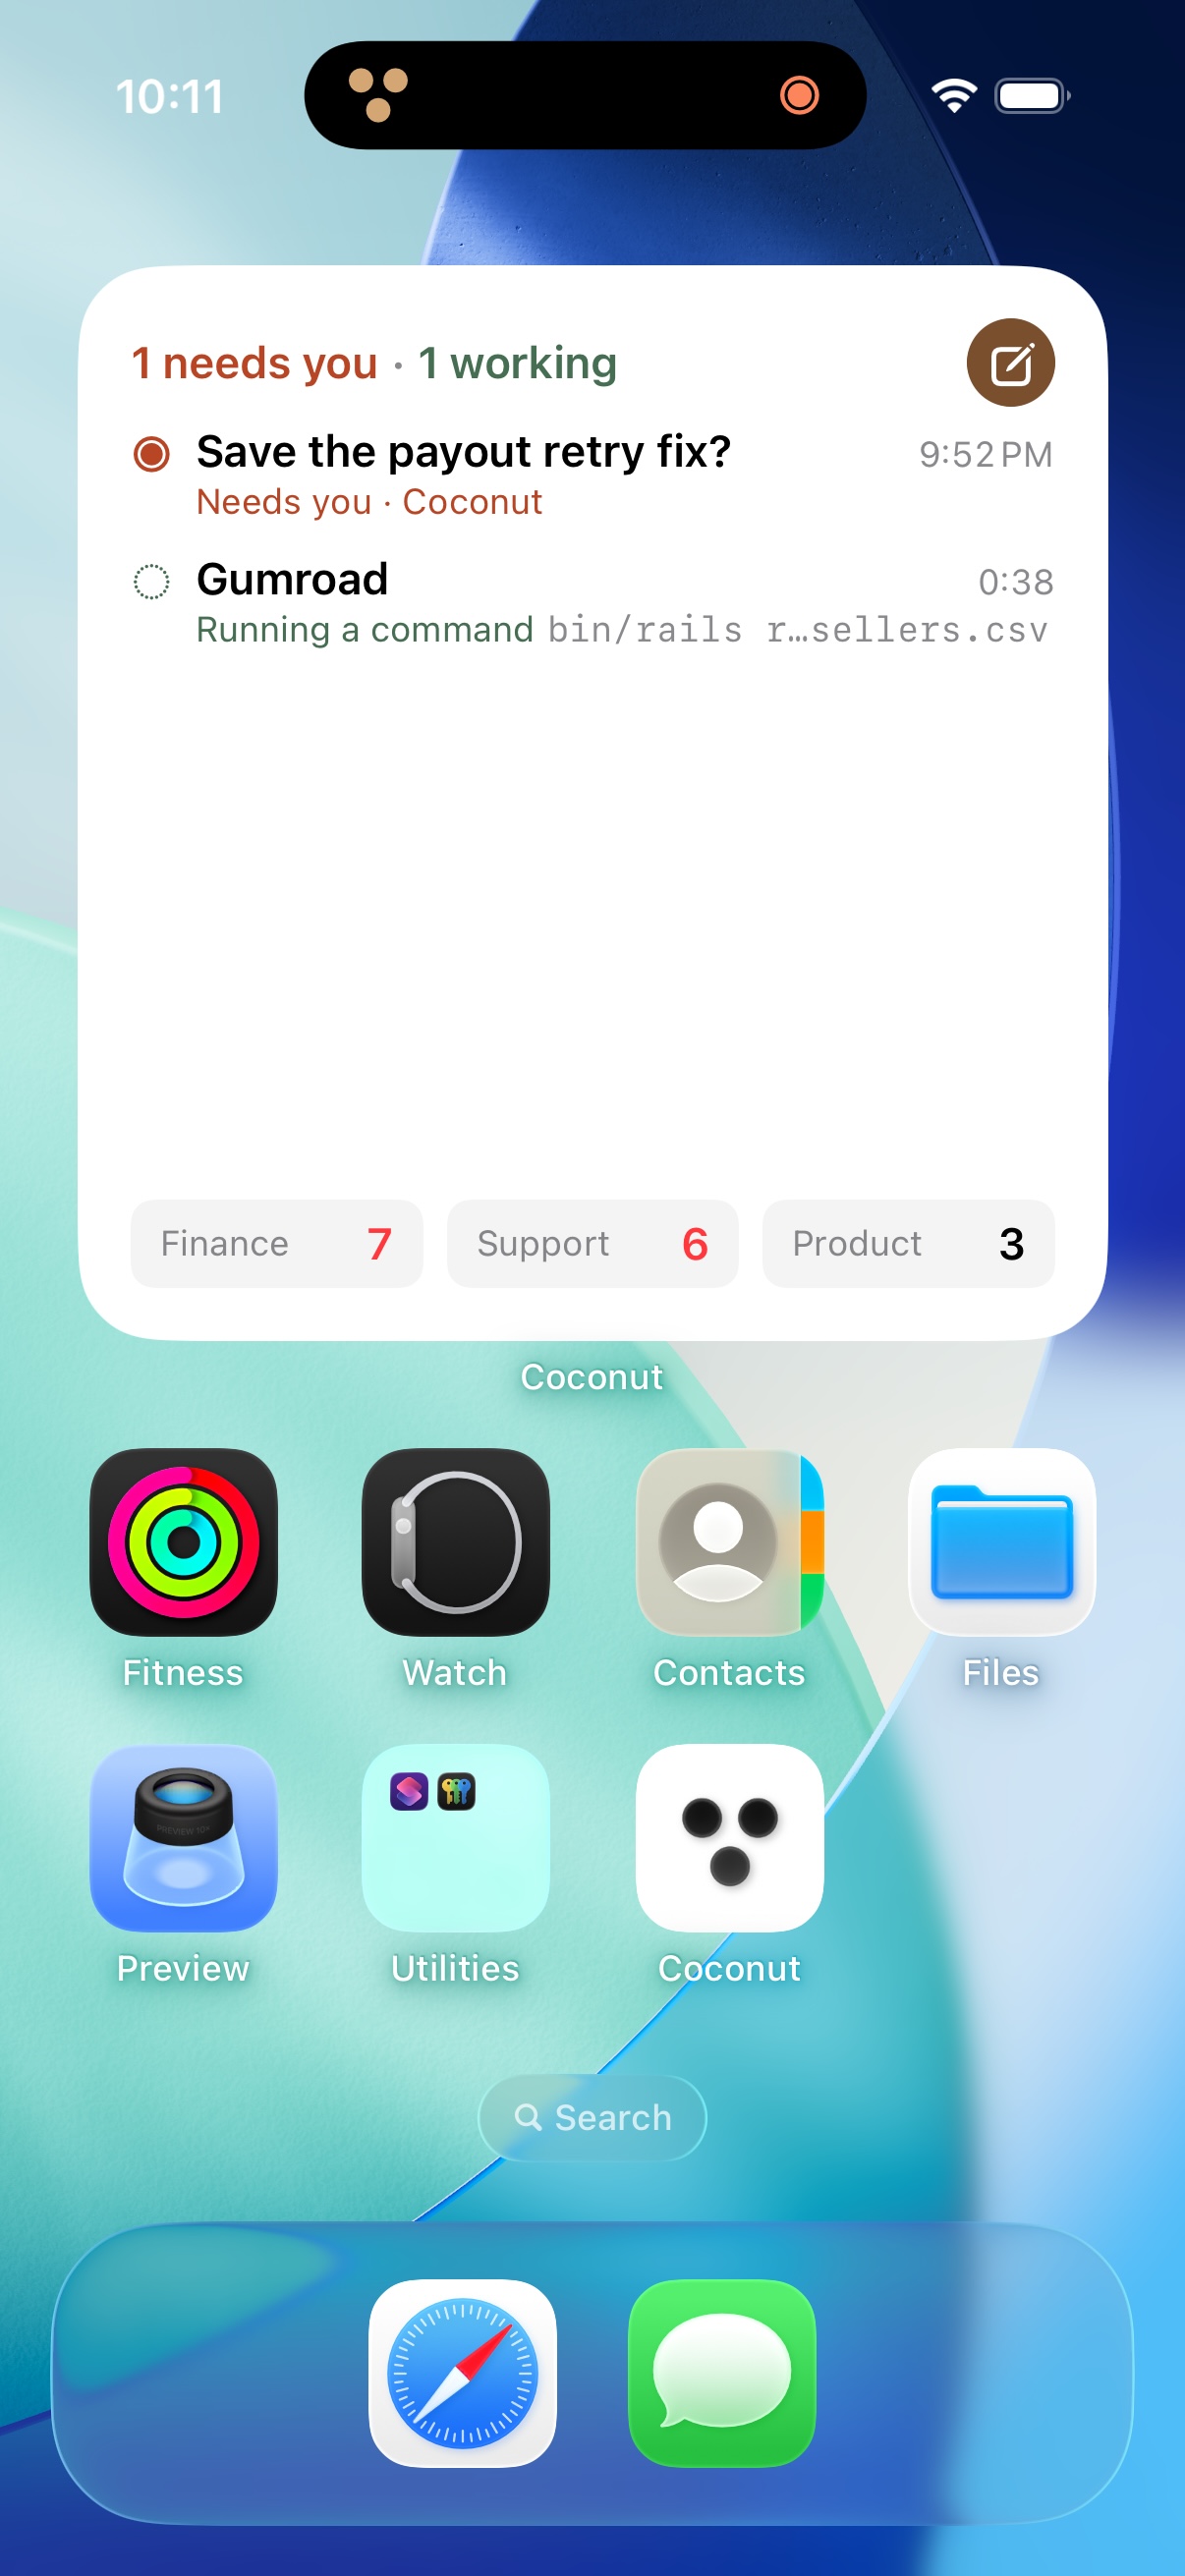 10:11
1 needs you · 1 working
Save the payout retry fix? 9:52 PM
Needs you · Coconut
Gumroad 0:38
Running a command bin/rails r…sellers.csv
Finance 7 Support 6 Product 3
Coconut
Fitness Watch Contacts Files
PREVIEW 10×
Preview Utilities Coconut
Search